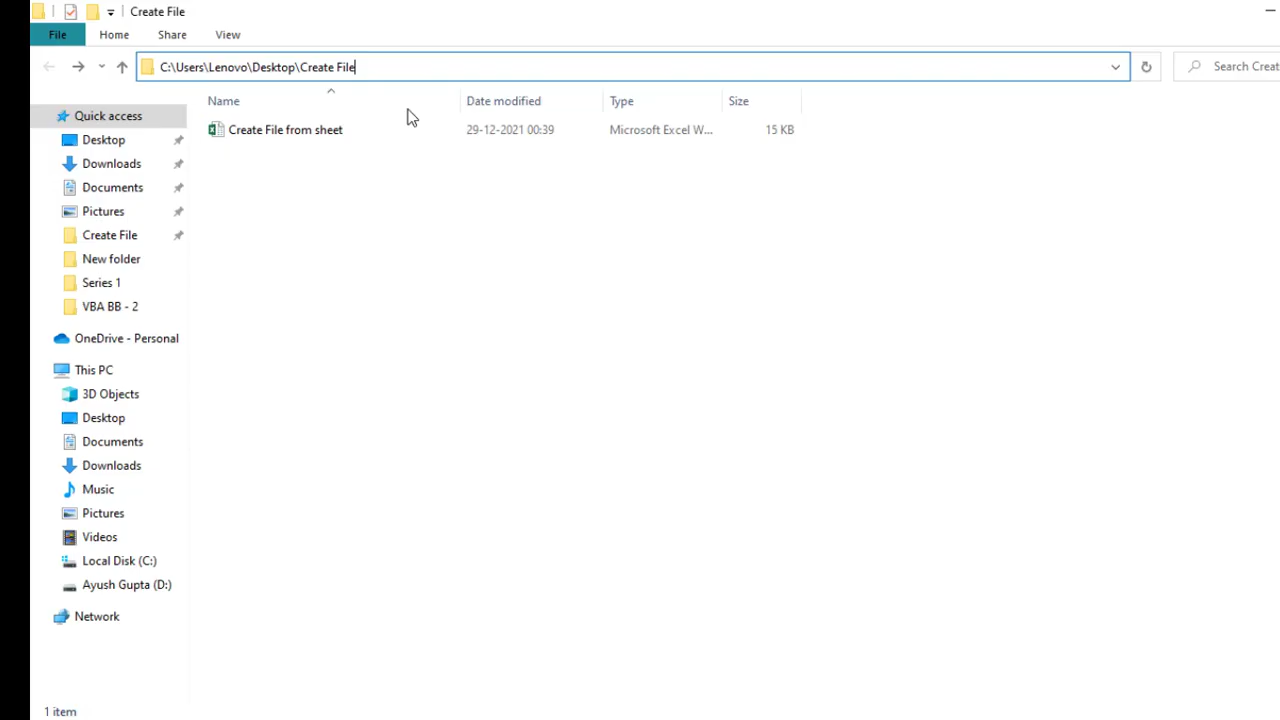 Create File
File Home Share View
C:\Users\Lenovo\Desktop\Create File
Search Creat
Name Date modified Type Size
Create File from sheet 29-12-2021 00:39 Microsoft Excel W... 15 KB
Quick access
Desktop
Downloads
Documents
Pictures
Create File
New folder
Series 1
VBA BB - 2
OneDrive - Personal
This PC
3D Objects
Desktop
Documents
Downloads
Music
Pictures
Videos
Local Disk (C:)
Ayush Gupta (D:)
Network
1 item